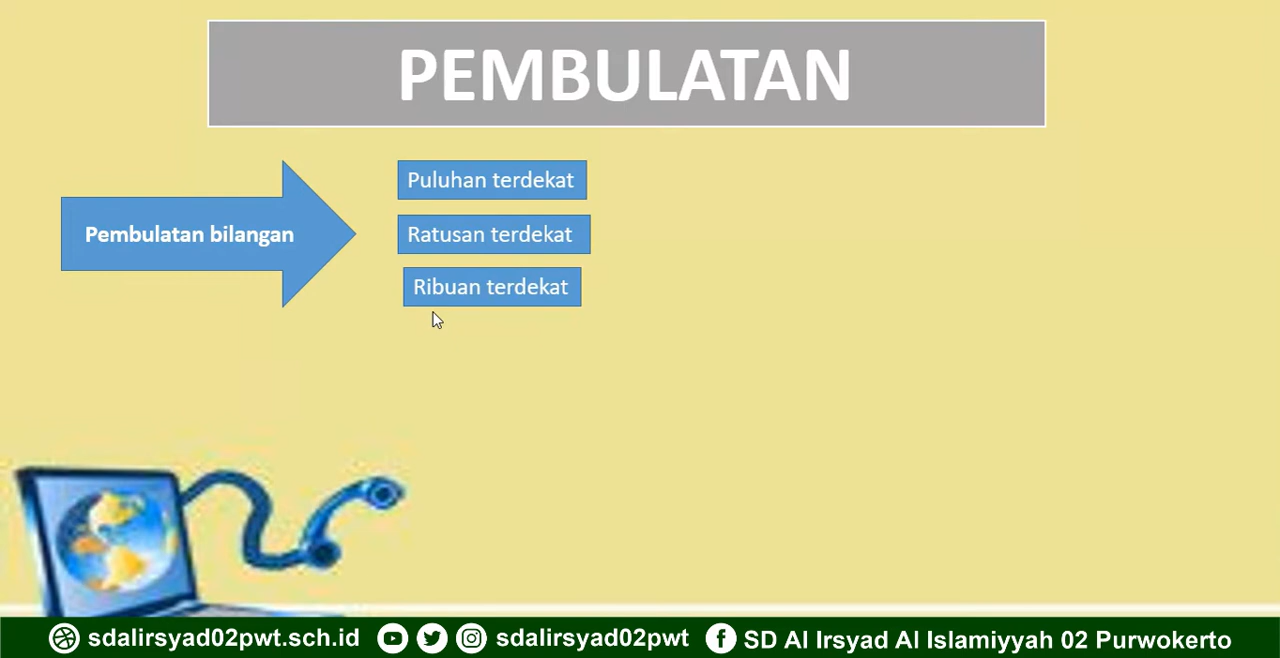 PEMBULATAN
Pembulatan bilangan
Puluhan terdekat
Ratusan terdekat
Ribuan terdekat
sdalirsyad02pwt.sch.id sdalirsyad02pwt SD Al Irsyad Al Islamiyyah 02 Purwokerto